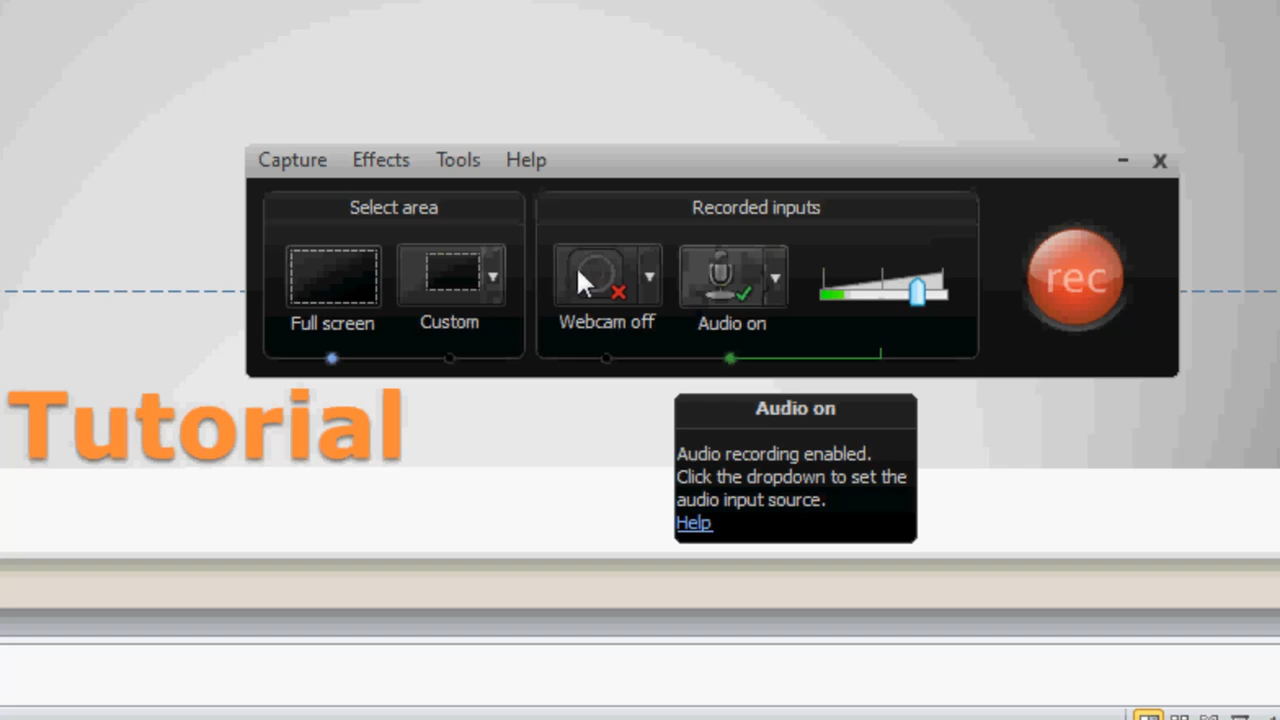 Capture Effects Tools Help - x
Select area
Recorded inputs
Full screen
Custom
Webcam off
Audio on
rec
Tutorial
Audio on
Audio recording enabled.
Click the dropdown to set the
audio input source.
Help